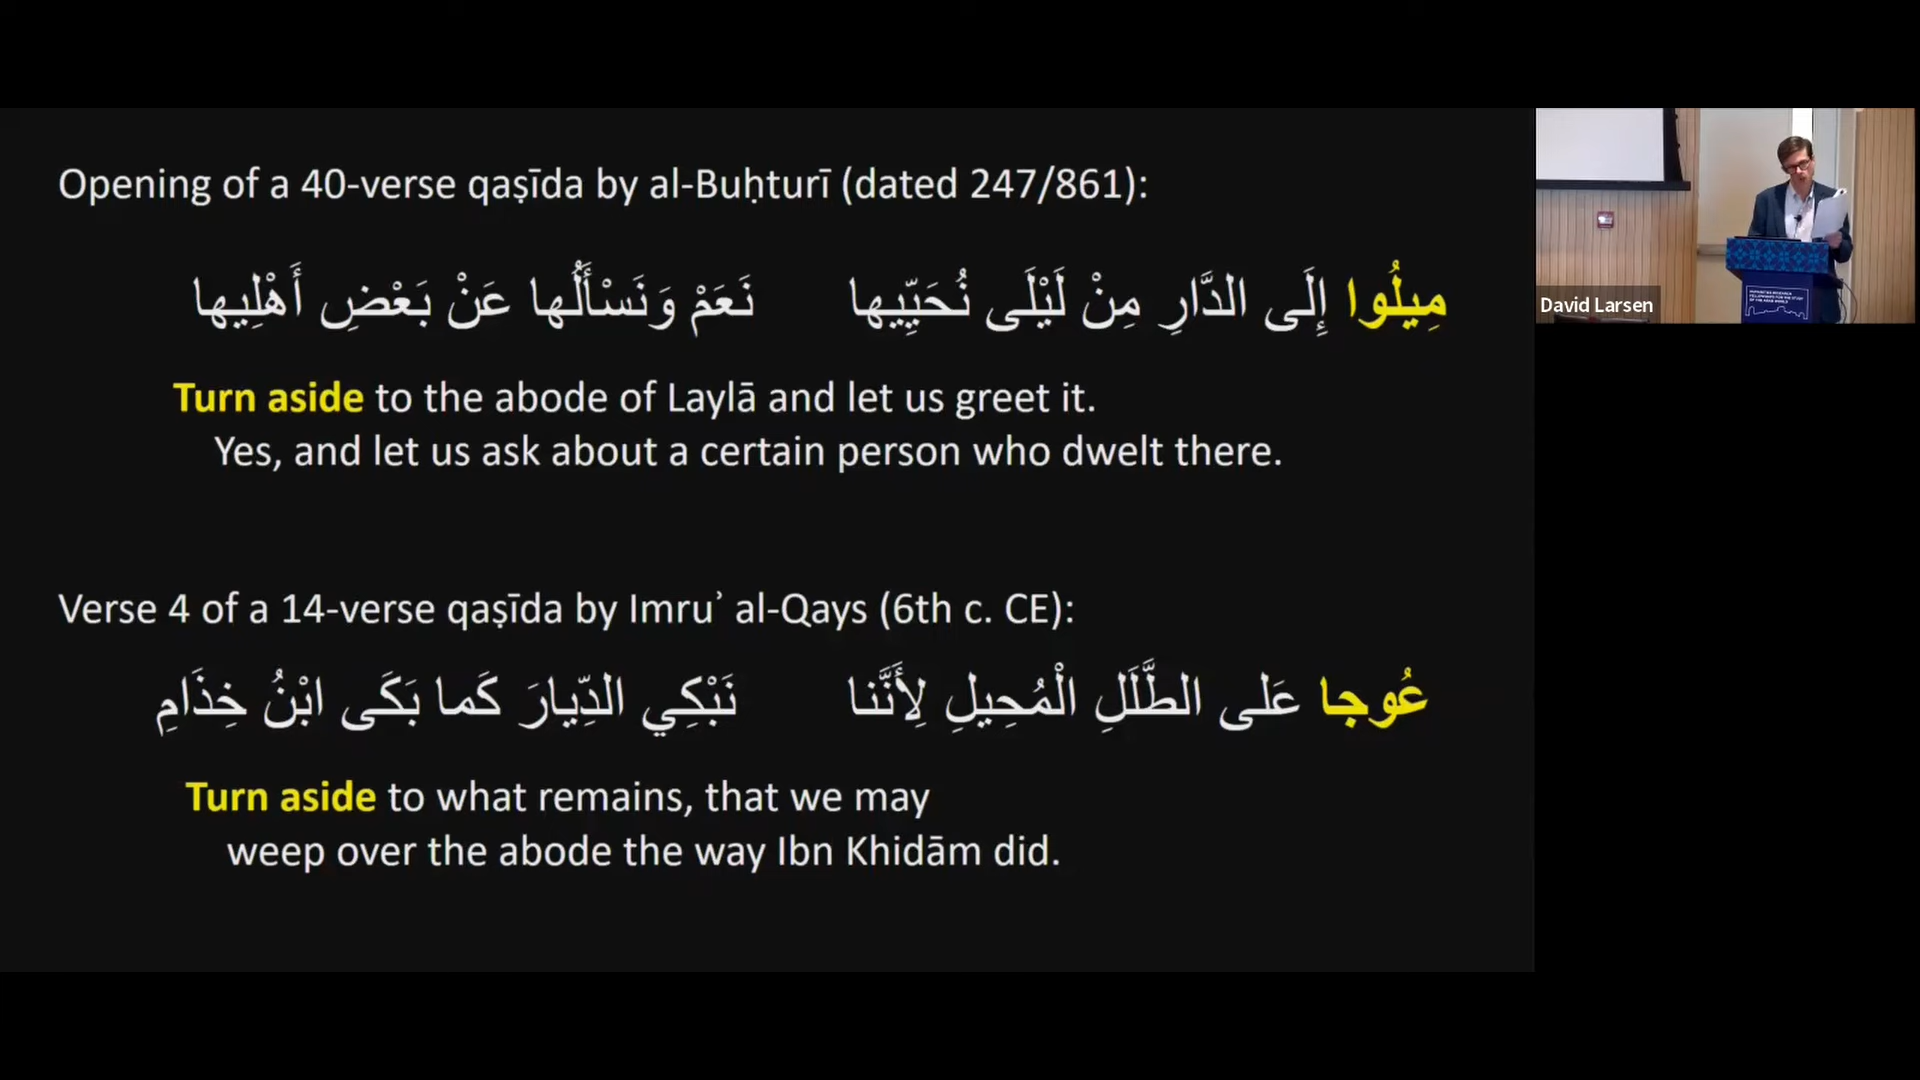 Opening of a 40-verse qaṣīda by al-Buḥturī (dated 247/861):
مِيلُوا إِلَى الدَّارِ مِنْ لَيْلَى نُحَيِّيها نَعَمْ وَنَسْأَلُها عَنْ بَعْضِ أَهْلِيها
Turn aside to the abode of Laylā and let us greet it.
Yes, and let us ask about a certain person who dwelt there.
Verse 4 of a 14-verse qaṣīda by Imruʾ al-Qays (6th c. CE):
عُوجا عَلى الطَّلَلِ الْمُحِيلِ لِأَنَّنا نَبْكِي الدِّيارَ كَما بَكَى ابْنُ خِذَامِ
Turn aside to what remains, that we may
weep over the abode the way Ibn Khidām did.
David Larsen